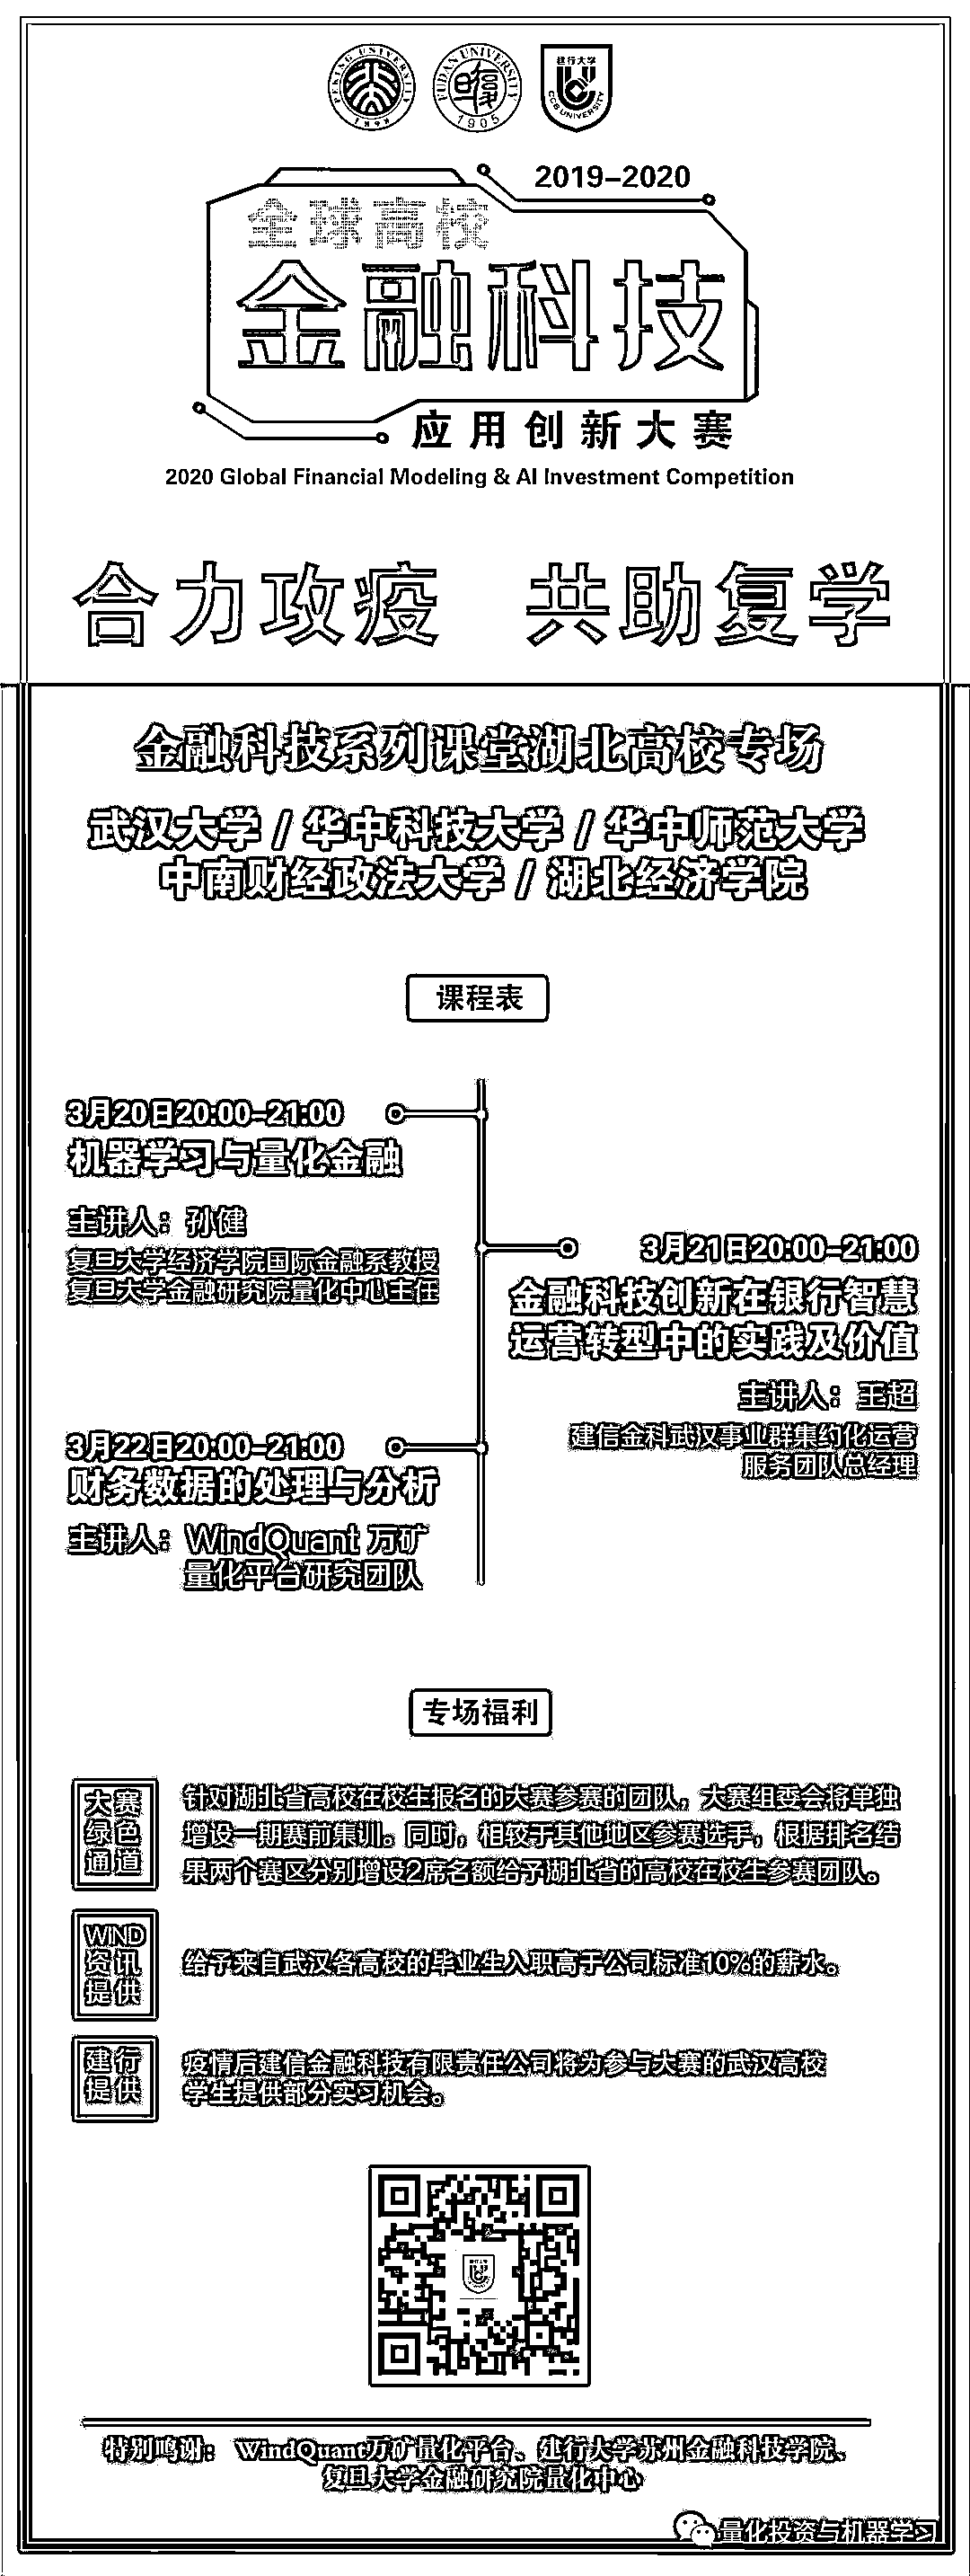 PEKING UNIVERSITY
1898
FUDAN UNIVERSITY
1905
建行大学
CCB UNIVERSITY
2019-2020
全球高校
金融科技
应用创新大赛
2020 Global Financial Modeling & AI Investment Competition
合力攻疫 共助复学
金融科技系列课堂湖北高校专场
武汉大学 / 华中科技大学 / 华中师范大学
中南财经政法大学 / 湖北经济学院
课程表
3月20日20:00-21:00
机器学习与量化金融
主讲人：孙健
复旦大学经济学院国际金融系教授
复旦大学金融研究院量化中心主任
3月21日20:00-21:00
金融科技创新在银行智慧
运营转型中的实践及价值
主讲人：王超
建信金科武汉事业群集约化运营
服务团队总经理
3月22日20:00-21:00
财务数据的处理与分析
主讲人：WindQuant 万矿
量化平台研究团队
专场福利
大赛
绿色
通道
针对湖北省高校在校生报名的大赛参赛的团队，大赛组委会将单独
增设一期赛前集训。同时，相较于其他地区参赛选手，根据排名结
果两个赛区分别增设2席名额给予湖北省的高校在校生参赛团队。
WIND
资讯
提供
给予来自武汉各高校的毕业生入职高于公司标准10%的薪水。
建行
提供
疫情后建信金融科技有限责任公司将为参与大赛的武汉高校
学生提供部分实习机会。
特别鸣谢： WindQuant万矿量化平台、建行大学苏州金融科技学院、
复旦大学金融研究院量化中心
量化投资与机器学习